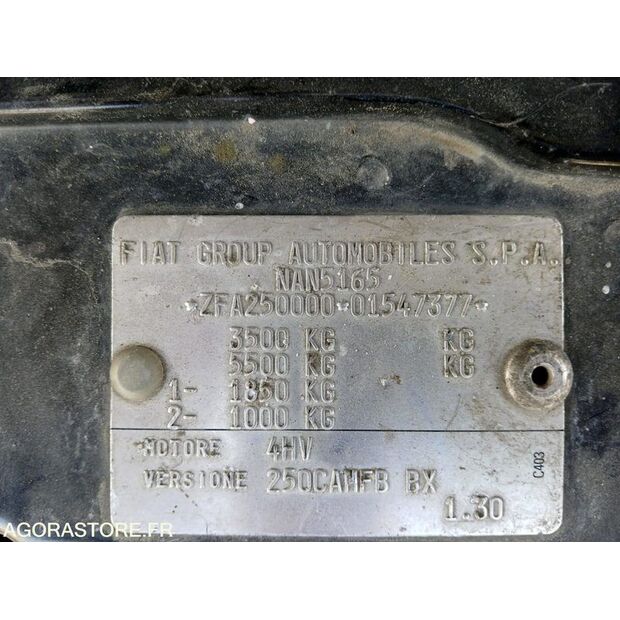 FIAT GROUP AUTOMOBILES S.P.A.
NAN5165
*ZFA250000*01547377*
3500 KG KG
5500 KG KG
1- 1850 KG
2- 1000 KG
MOTORE 4HV
VERSIONE 250CAMFB BX
1.30
C403
AGORASTORE.FR